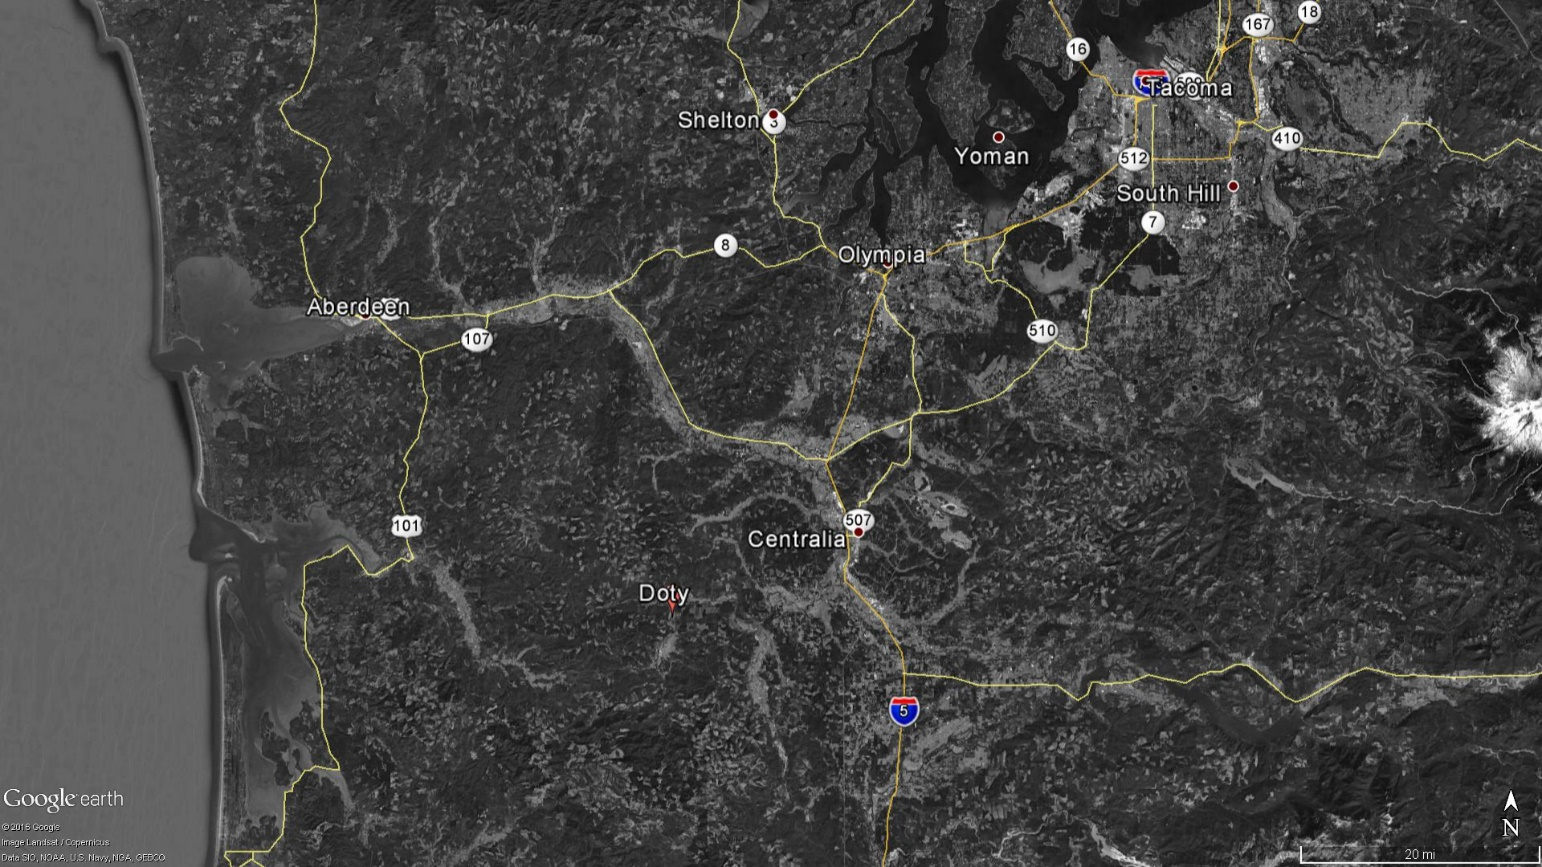 18
167
16
Tacoma
Shelton
3
410
Yoman
512
South Hill
7
8
Olympia
Aberdeen
107
510
101
507
Centralia
Doty
5
Google earth
N
© 2016 Google
Image Landsat / Copernicus
Data SIO, NOAA, U.S. Navy, NGA, GEBCO
20 mi